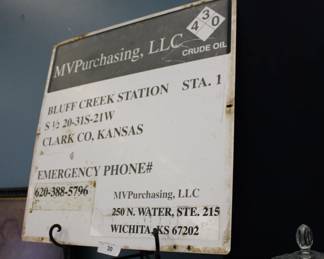 MVPurchasing, LLC
4 3 0
CRUDE OIL
BLUFF CREEK STATION STA. 1
S ½ 20-31S-21W
CLARK CO, KANSAS
EMERGENCY PHONE#
620-388-5796
MVPurchasing, LLC
250 N. WATER, STE. 215
WICHITA, KS 67202